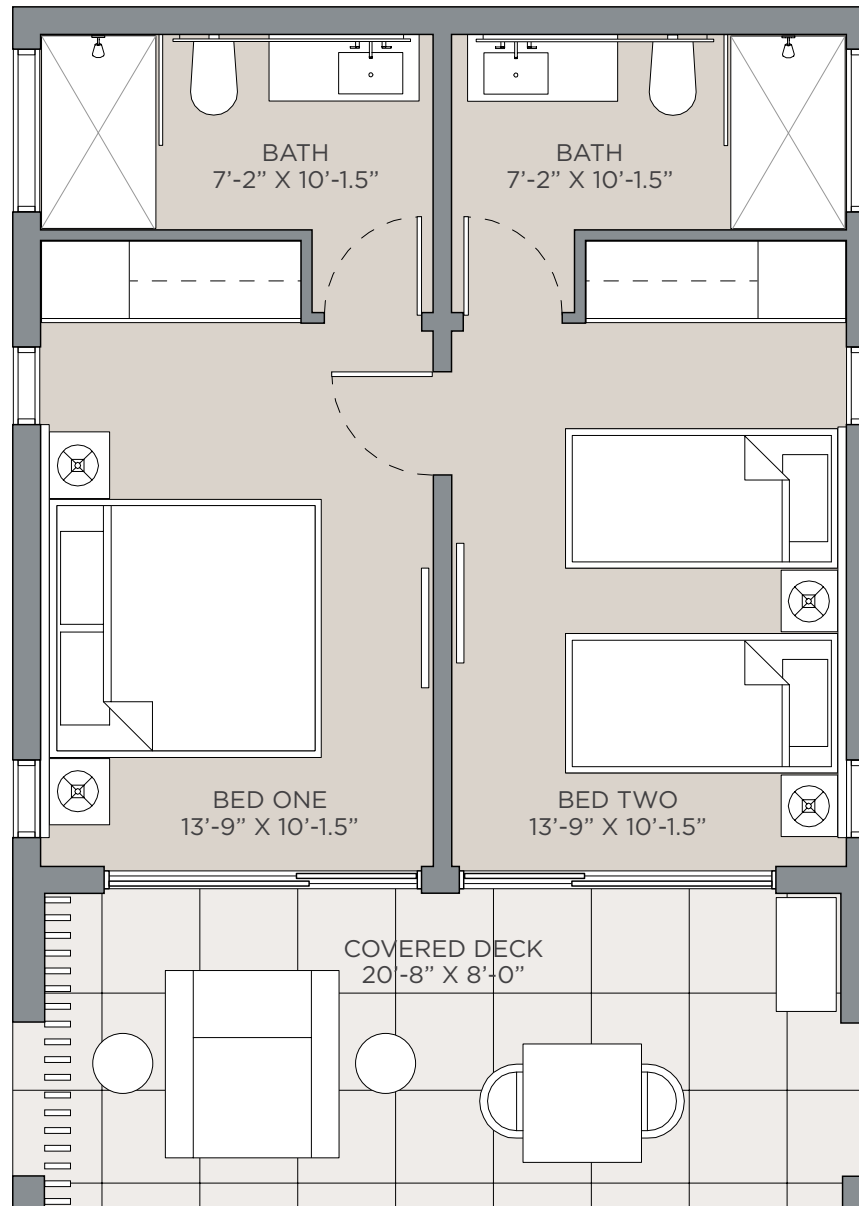 BATH
7’-2” X 10’-1.5”
BATH
7’-2” X 10’-1.5”
BED ONE
13’-9” X 10’-1.5”
BED TWO
13’-9” X 10’-1.5”
COVERED DECK
20’-8” X 8’-0”